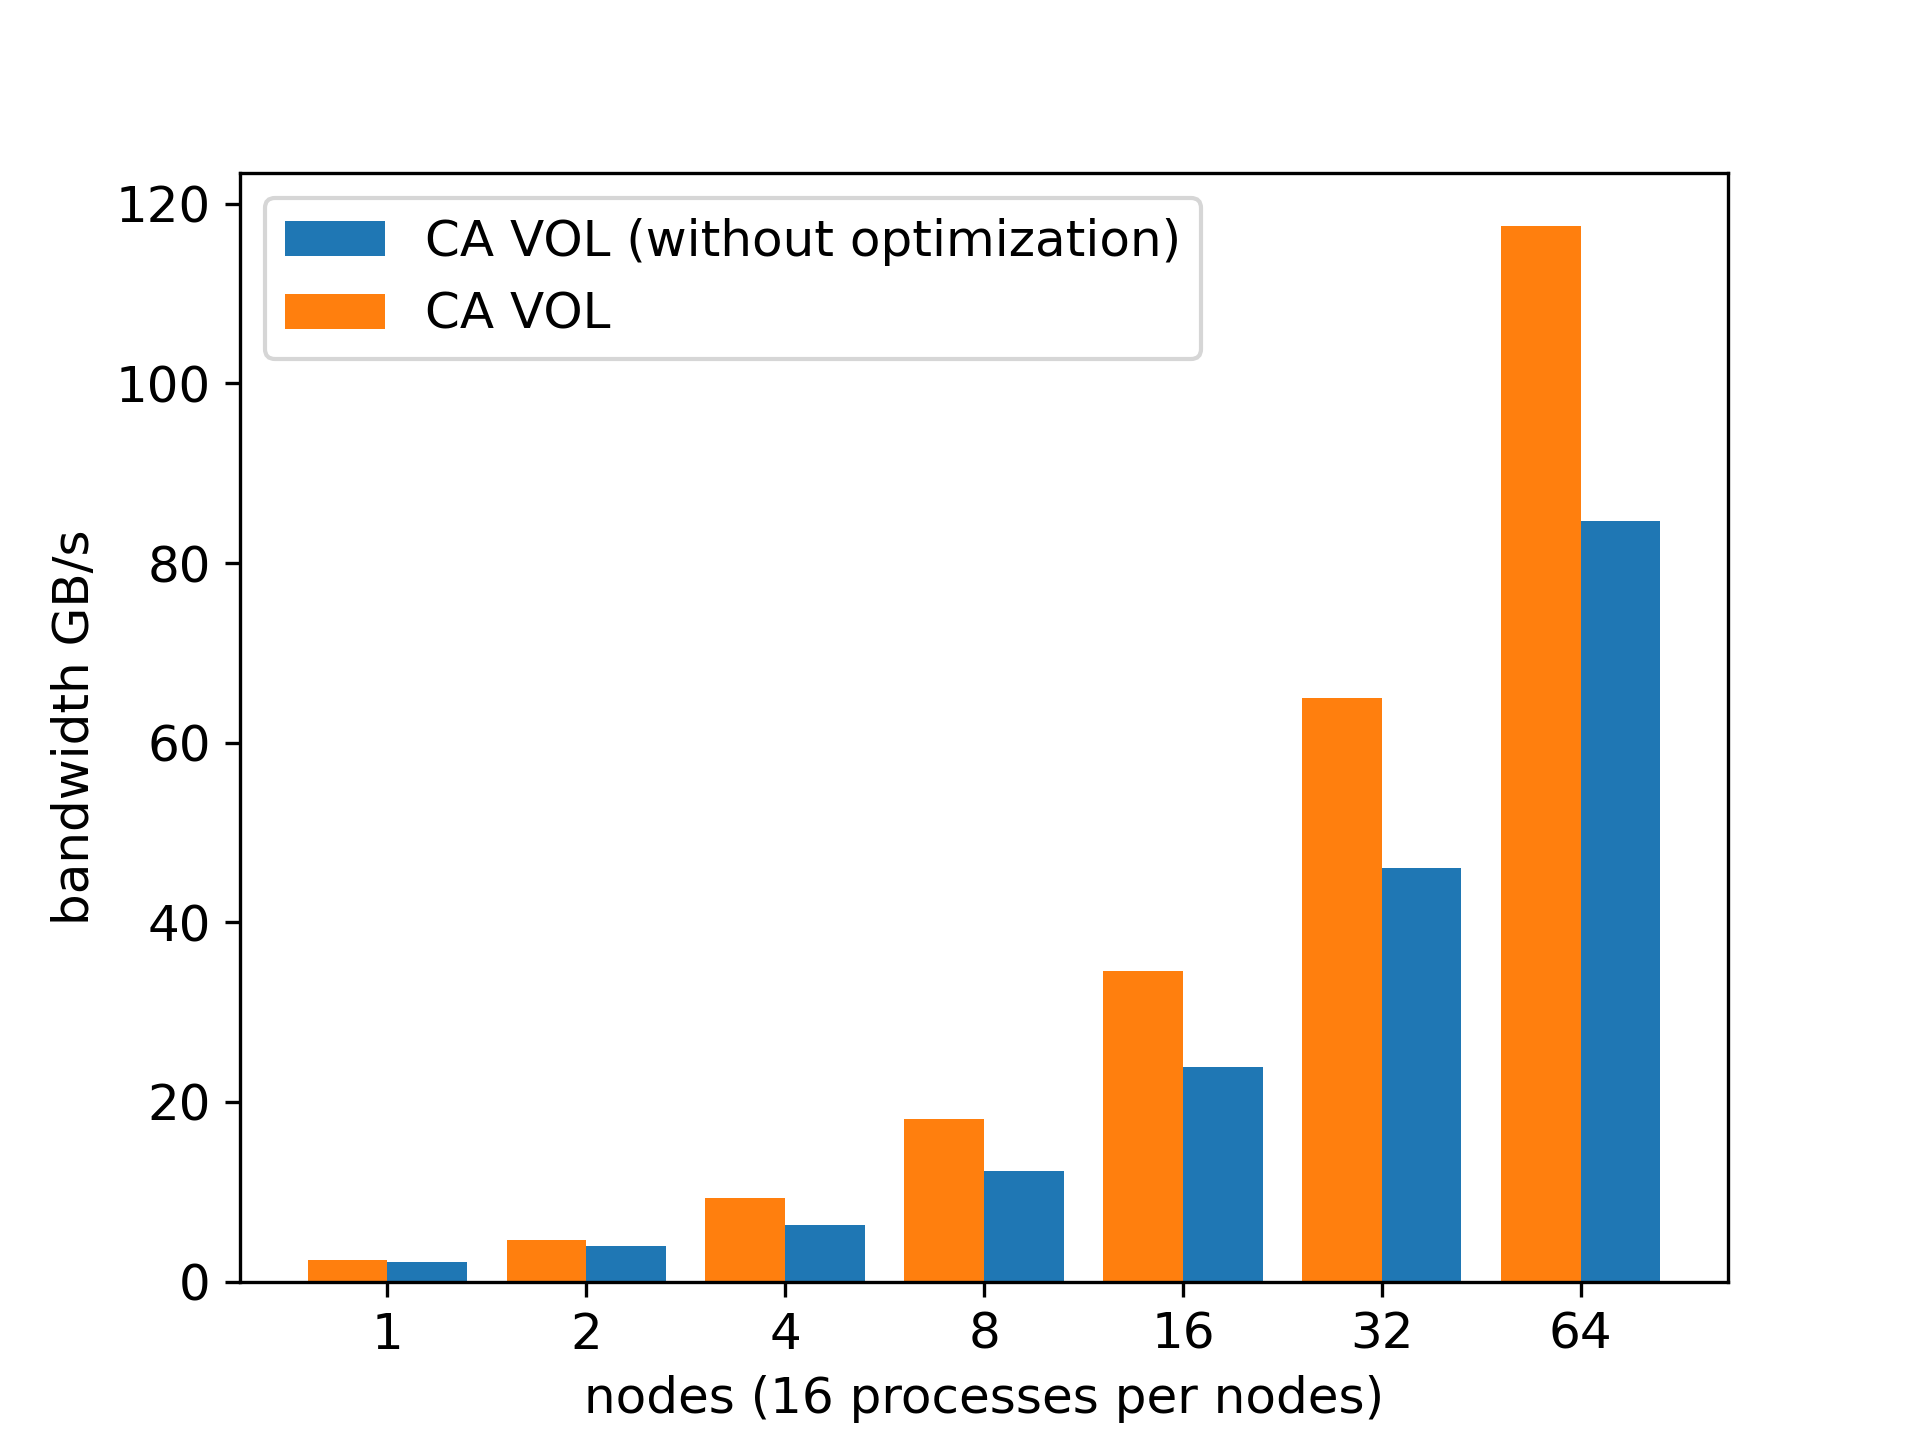 CA VOL (without optimization)
CA VOL
120
100
80
60
40
20
0
bandwidth GB/s
1 2 4 8 16 32 64
nodes (16 processes per nodes)